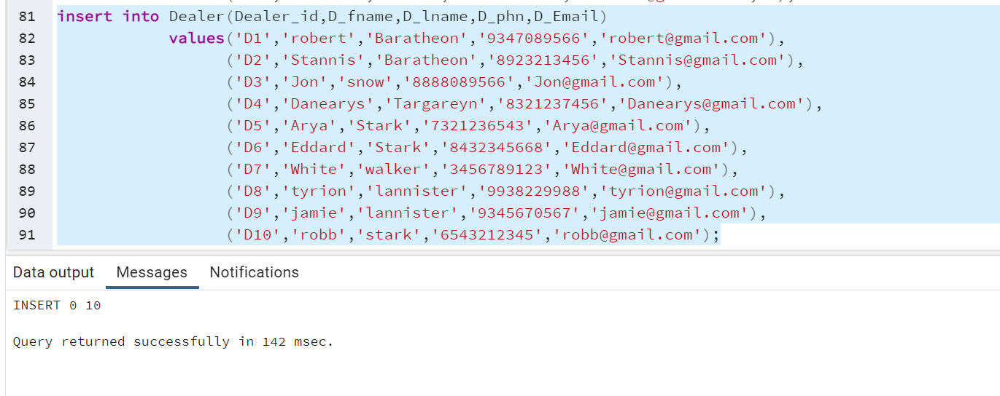 81 insert into Dealer(Dealer_id,D_fname,D_lname,D_phn,D_Email)
82 values('D1','robert','Baratheon','9347089566','robert@gmail.com'),
83 ('D2','Stannis','Baratheon','8923213456','Stannis@gmail.com'),
84 ('D3','Jon','snow','8888089566','Jon@gmail.com'),
85 ('D4','Danearys','Targareyn','8321237456','Danearys@gmail.com'),
86 ('D5','Arya','Stark','7321236543','Arya@gmail.com'),
87 ('D6','Eddard','Stark','8432345668','Eddard@gmail.com'),
88 ('D7','White','walker','3456789123','White@gmail.com'),
89 ('D8','tyrion','lannister','9938229988','tyrion@gmail.com'),
90 ('D9','jamie','lannister','9345670567','jamie@gmail.com'),
91 ('D10','robb','stark','6543212345','robb@gmail.com');
Data output Messages Notifications
INSERT 0 10
Query returned successfully in 142 msec.